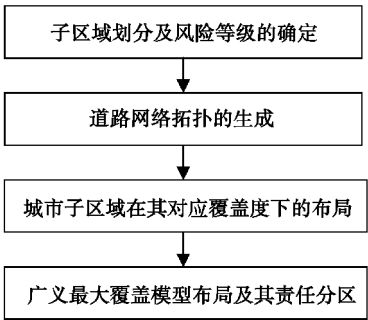 子区域划分及风险等级的确定
道路网络拓扑的生成
城市子区域在其对应覆盖度下的布局
广义最大覆盖模型布局及其责任分区